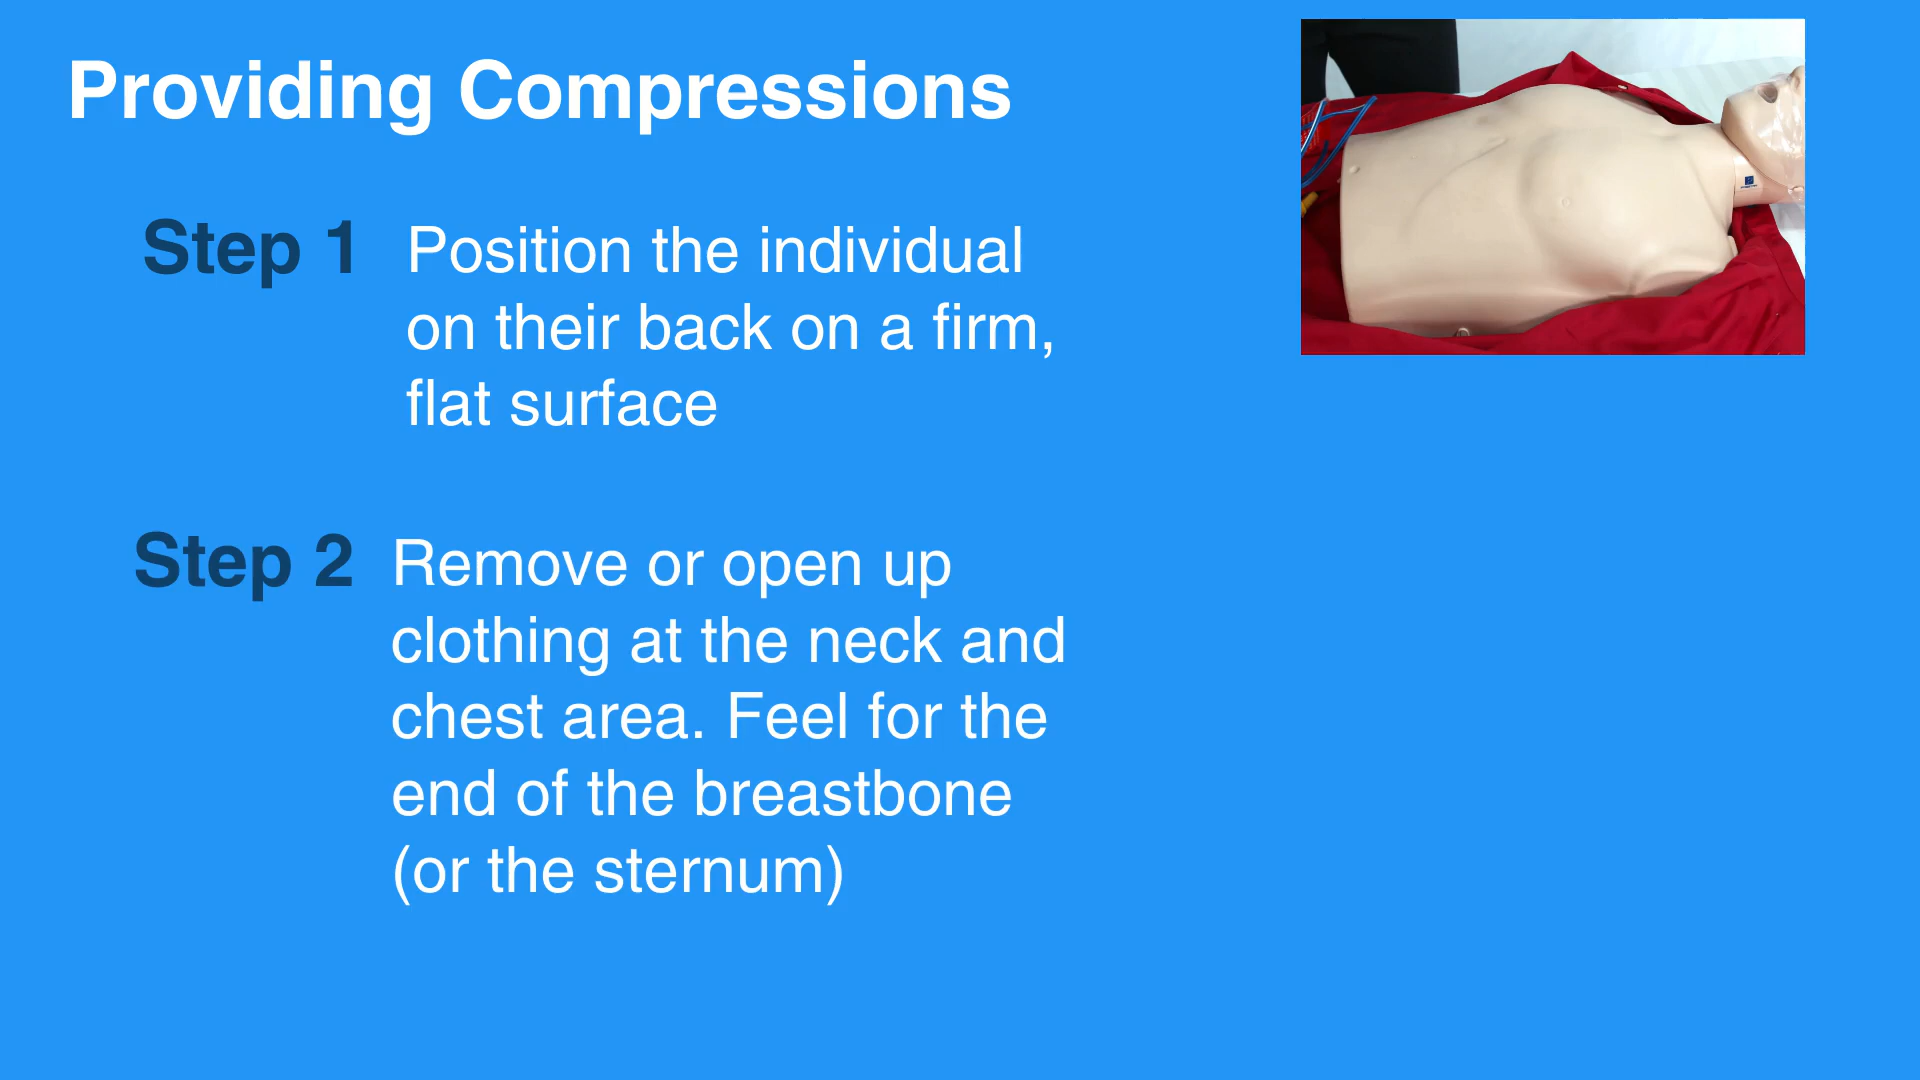 Providing Compressions
Step 1 Position the individual
on their back on a firm,
flat surface
Step 2 Remove or open up
clothing at the neck and
chest area. Feel for the
end of the breastbone
(or the sternum)